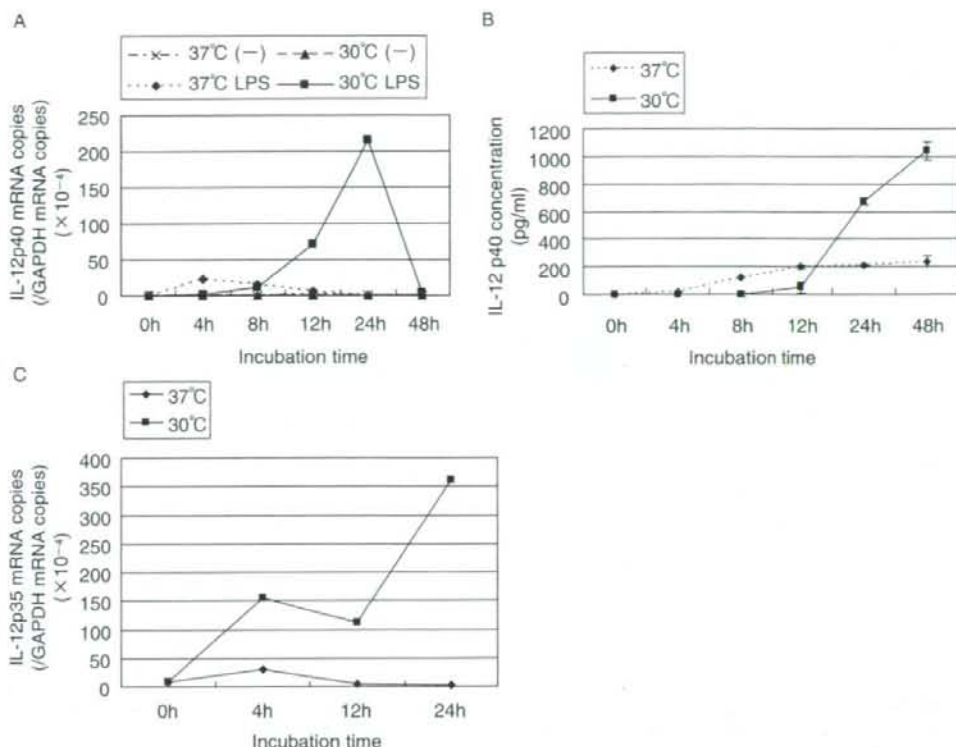 A
37℃ (—)
30℃ (—)
37℃ LPS
30℃ LPS
IL-12p40 mRNA copies
(/GAPDH mRNA copies)
(×10⁻⁴)
250
200
150
100
50
0
0h 4h 8h 12h 24h 48h
Incubation time
B
37℃
30℃
IL-12 p40 concentration
(pg/ml)
1200
1000
800
600
400
200
0
0h 4h 8h 12h 24h 48h
Incubation time
C
37℃
30℃
IL-12p35 mRNA copies
(/GAPDH mRNA copies)
(×10⁻⁴)
400
350
300
250
200
150
100
50
0
0h 4h 12h 24h
Incubation time